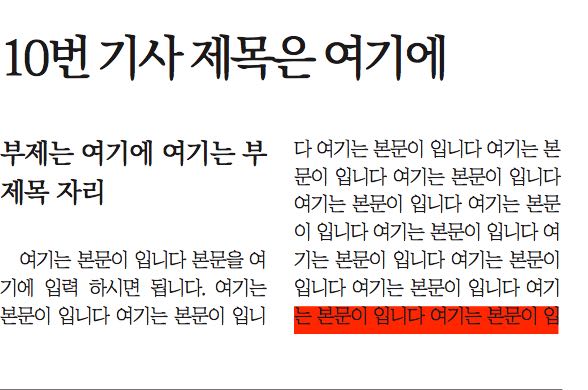 10번 기사 제목은 여기에
부제는 여기에 여기는 부
제목 자리
여기는 본문이 입니다 본문을 여
기에 입력 하시면 됩니다. 여기는
본문이 입니다 여기는 본문이 입니
다 여기는 본문이 입니다 여기는 본
문이 입니다 여기는 본문이 입니다
여기는 본문이 입니다 여기는 본문
이 입니다 여기는 본문이 입니다 여
기는 본문이 입니다 여기는 본문이
입니다 여기는 본문이 입니다 여기
는 본문이 입니다 여기는 본문이 입